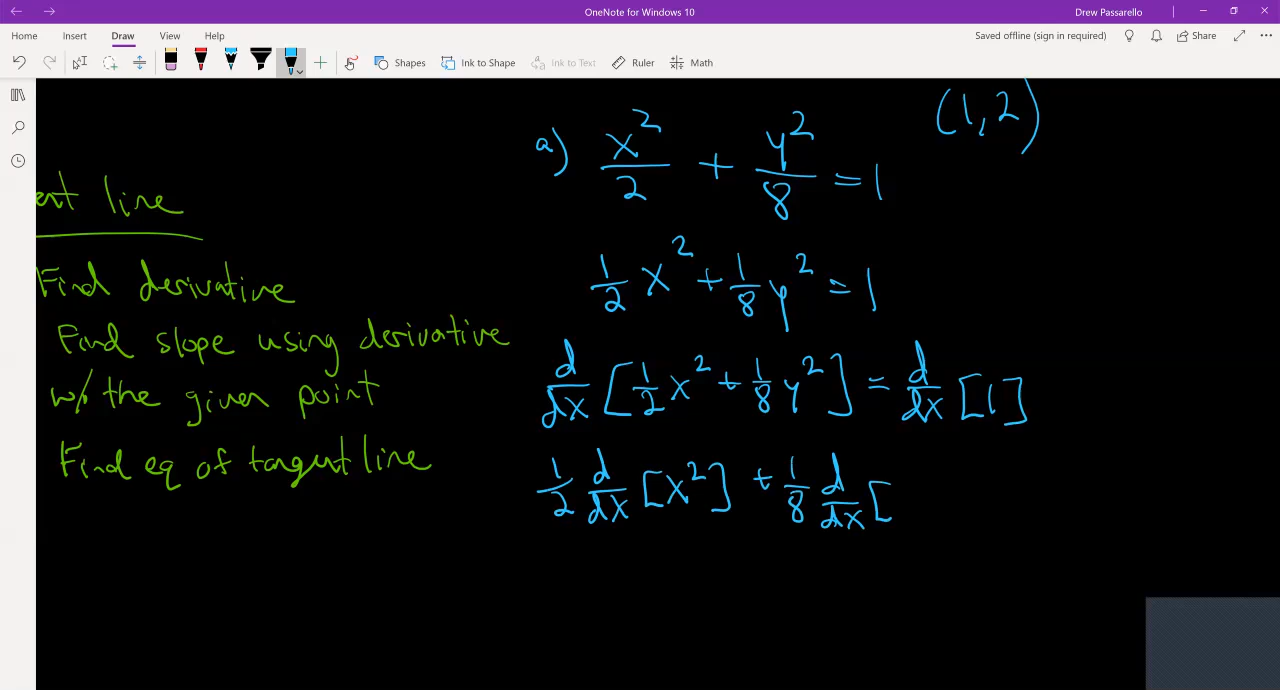 OneNote for Windows 10
Drew Passarello
Home Insert Draw View Help
Saved offline (sign in required)
Share
Shapes
Ink to Shape
Ink to Text
Ruler
Math
ent line
Find derivative
Find slope using derivative
w/ the given point
Find eq of tangent line
a) x²/2 + y²/8 = 1
(1, 2)
1/2 x² + 1/8 y² = 1
d/dx [1/2 x² + 1/8 y²] = d/dx [1]
1/2 d/dx [x²] + 1/8 d/dx [